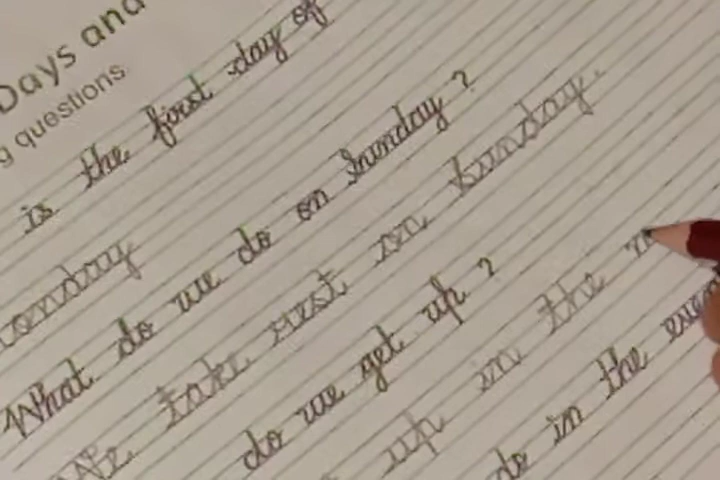 Days and
questions
is the first day of
onday
What do we do on Sunday ?
We take rest on Sunday.
do we get up ?
up in the
do in the